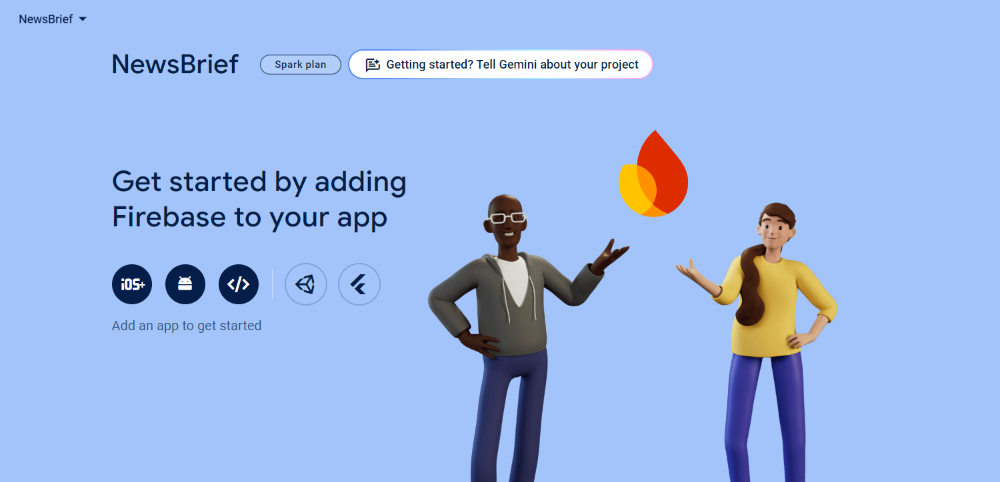 NewsBrief
NewsBrief
Spark plan
Getting started? Tell Gemini about your project
Get started by adding
Firebase to your app
iOS+
</>
Add an app to get started